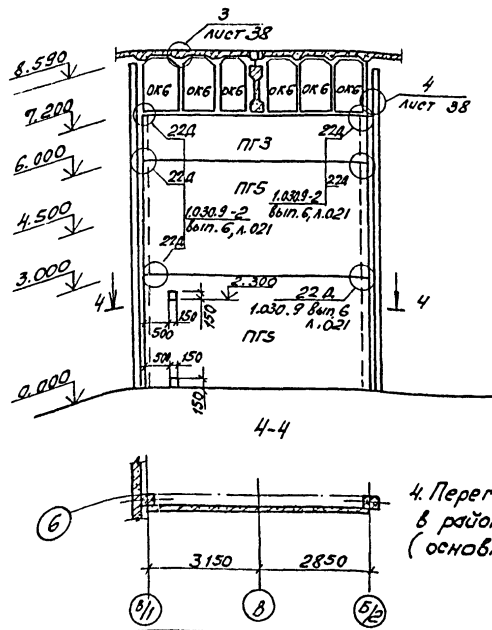 3
лист 38
8.590
ОК6
ОК6
ОК6
ОК6
ОК6
ОК6
4
лист 38
7.200
22Д
22Д
ПГ3
6.000
22Д
ПГ5
22Д
1.030.9-2
вып. 6, л.021
1.030.9-2
вып. 6, л.021
4.500
22Д
3.000
2.300
22Д
1.030.9 вып. 6
л.021
4
4
150
500
150
ПГ5
500
150
150
0.000
4-4
6
4. Перег
в район
(основ.
3150
2850
В/1
В
Б/2